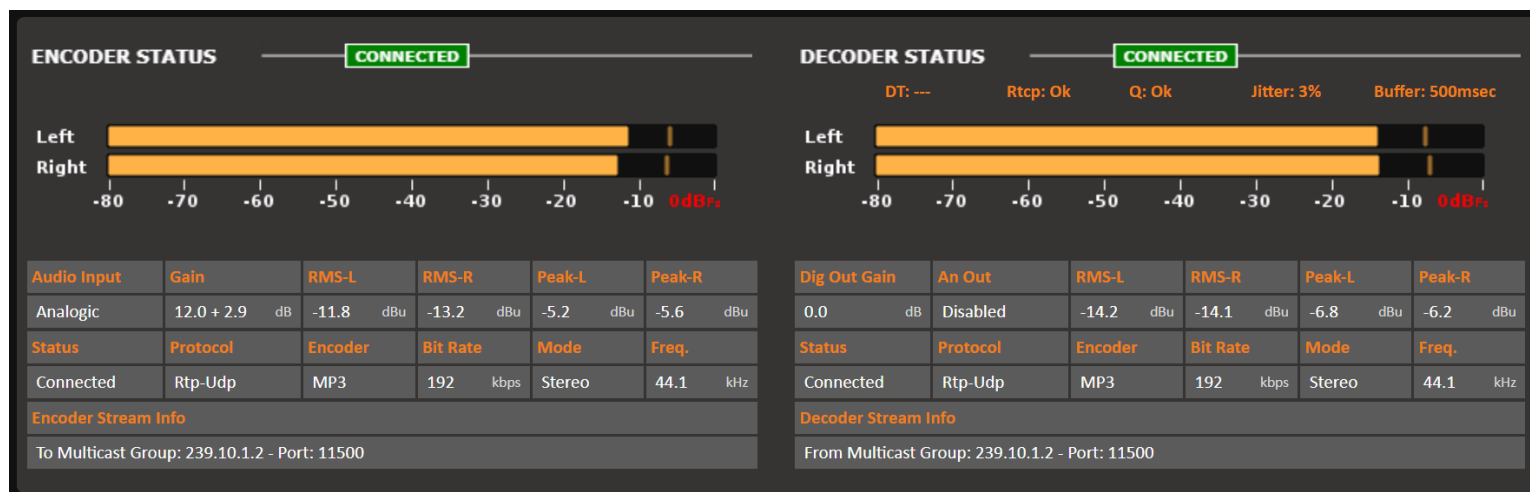 ENCODER STATUS CONNECTED
Left
Right
-80 -70 -60 -50 -40 -30 -20 -10 0dBFs
Audio Input Gain RMS-L RMS-R Peak-L Peak-R
Analogic 12.0 + 2.9 dB -11.8 dBu -13.2 dBu -5.2 dBu -5.6 dBu
Status Protocol Encoder Bit Rate Mode Freq.
Connected Rtp-Udp MP3 192 kbps Stereo 44.1 kHz
Encoder Stream Info
To Multicast Group: 239.10.1.2 - Port: 11500
DECODER STATUS CONNECTED
DT: --- Rtcp: Ok Q: Ok Jitter: 3% Buffer: 500msec
Left
Right
-80 -70 -60 -50 -40 -30 -20 -10 0dBFs
Dig Out Gain An Out RMS-L RMS-R Peak-L Peak-R
0.0 dB Disabled -14.2 dBu -14.1 dBu -6.8 dBu -6.2 dBu
Status Protocol Encoder Bit Rate Mode Freq.
Connected Rtp-Udp MP3 192 kbps Stereo 44.1 kHz
Decoder Stream Info
From Multicast Group: 239.10.1.2 - Port: 11500